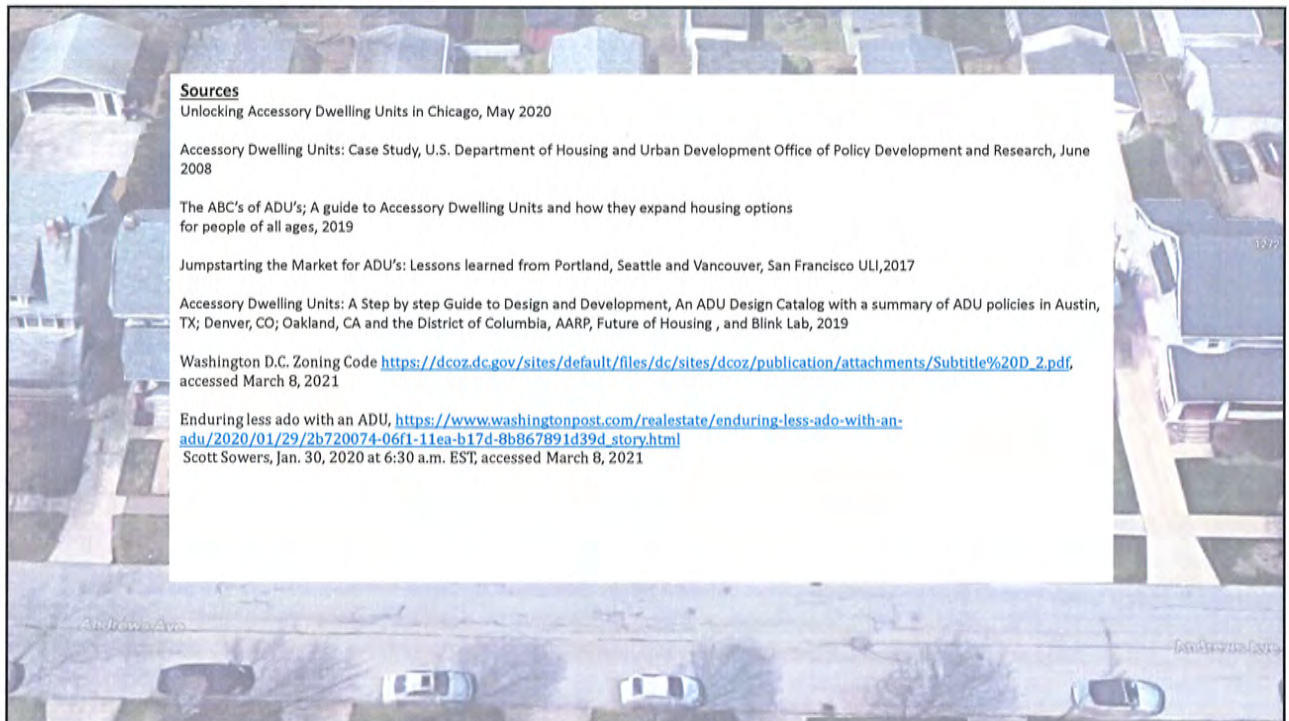 Sources
Unlocking Accessory Dwelling Units in Chicago, May 2020
Accessory Dwelling Units: Case Study, U.S. Department of Housing and Urban Development Office of Policy Development and Research, June
2008
The ABC's of ADU's; A guide to Accessory Dwelling Units and how they expand housing options
for people of all ages, 2019
Jumpstarting the Market for ADU's: Lessons learned from Portland, Seattle and Vancouver, San Francisco ULI,2017
Accessory Dwelling Units: A Step by step Guide to Design and Development, An ADU Design Catalog with a summary of ADU policies in Austin,
TX; Denver, CO; Oakland, CA and the District of Columbia, AARP, Future of Housing , and Blink Lab, 2019
Washington D.C. Zoning Code https://dcoz.dc.gov/sites/default/files/dc/sites/dcoz/publication/attachments/Subtitle%20D_2.pdf,
accessed March 8, 2021
Enduring less ado with an ADU, https://www.washingtonpost.com/realestate/enduring-less-ado-with-an-
adu/2020/01/29/2b720074-06f1-11ea-b17d-8b867891d39d_story.html
Scott Sowers, Jan. 30, 2020 at 6:30 a.m. EST, accessed March 8, 2021
1272
Andrews Ave
Andrews Ave